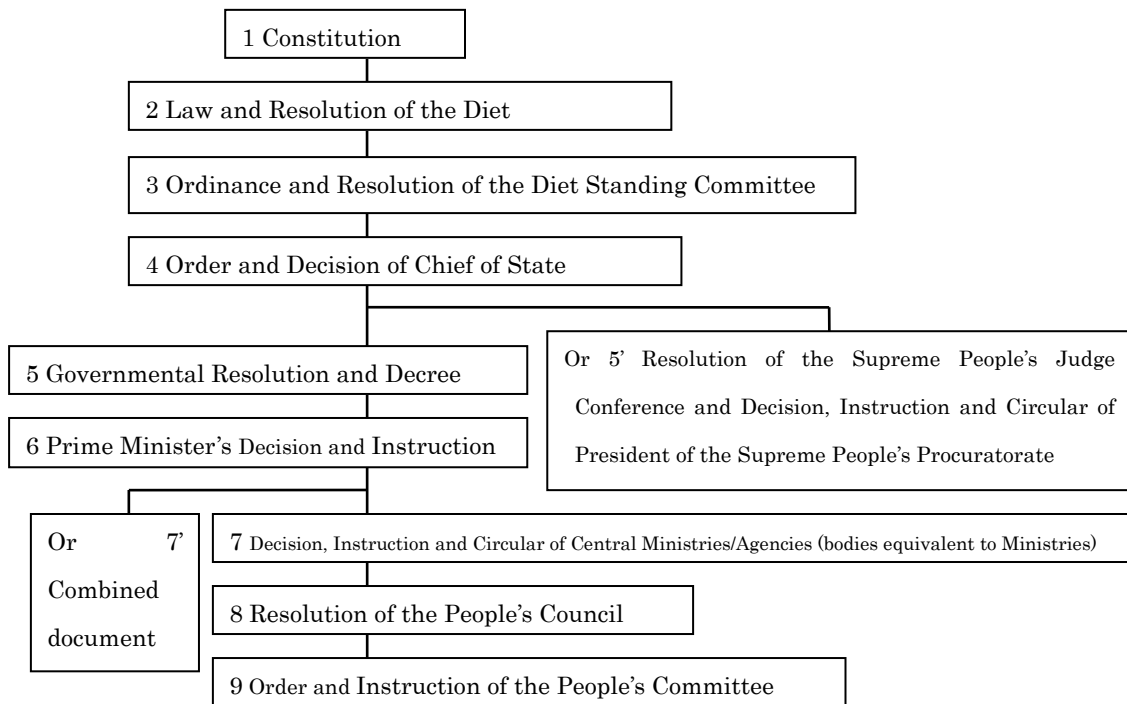 1 Constitution
2 Law and Resolution of the Diet
3 Ordinance and Resolution of the Diet Standing Committee
4 Order and Decision of Chief of State
5 Governmental Resolution and Decree
Or 5’ Resolution of the Supreme People’s Judge
Conference and Decision, Instruction and Circular of
President of the Supreme People’s Procuratorate
6 Prime Minister’s Decision and Instruction
Or 7’
Combined
document
7 Decision, Instruction and Circular of Central Ministries/Agencies (bodies equivalent to Ministries)
8 Resolution of the People’s Council
9 Order and Instruction of the People’s Committee